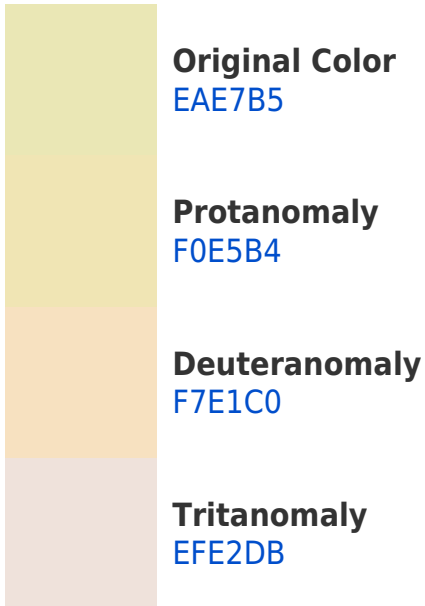 Original Color
EAE7B5
Protanomaly
F0E5B4
Deuteranomaly
F7E1C0
Tritanomaly
EFE2DB